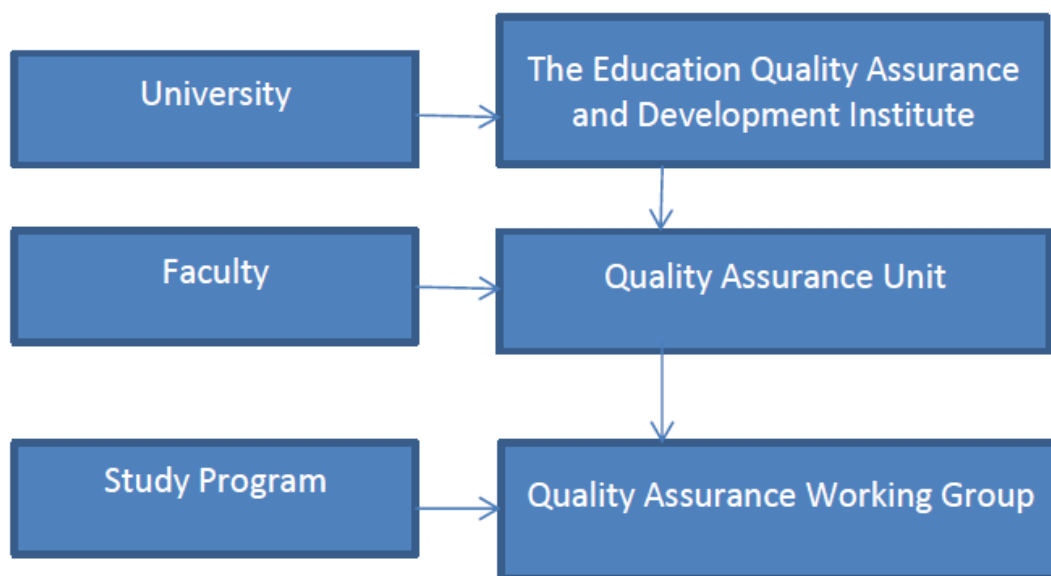 University
The Education Quality Assurance
and Development Institute
Faculty
Quality Assurance Unit
Study Program
Quality Assurance Working Group